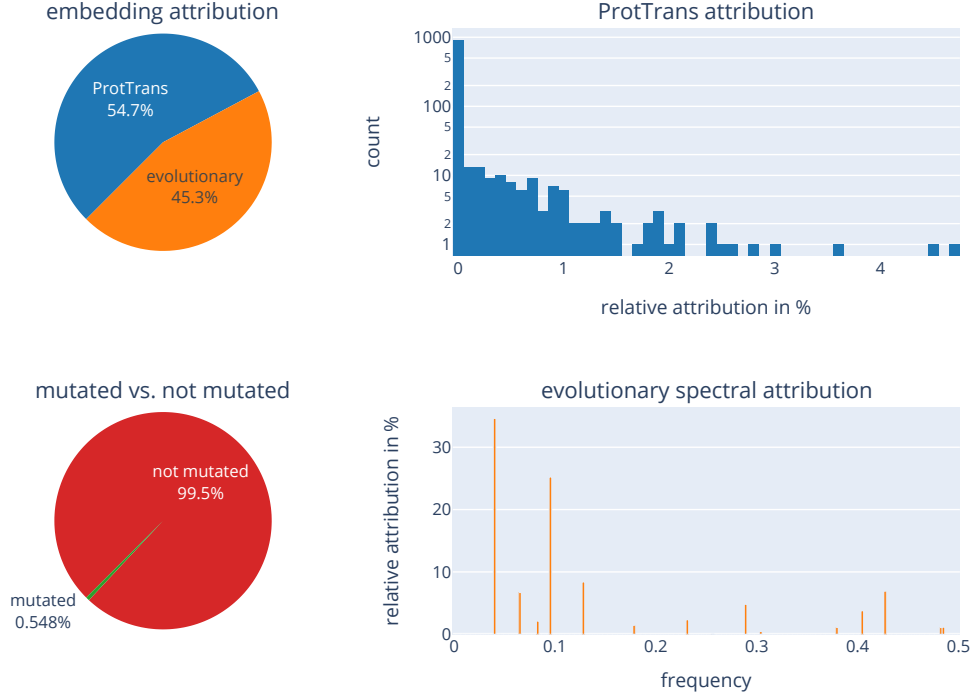 embedding attribution
ProtTrans
54.7%
evolutionary
45.3%
ProtTrans attribution
count
1000
5
2
100
5
2
10
5
2
1
0
1
2
3
4
relative attribution in %
mutated vs. not mutated
not mutated
99.5%
mutated
0.548%
evolutionary spectral attribution
relative attribution in %
30
20
10
0
0
0.1
0.2
0.3
0.4
0.5
frequency